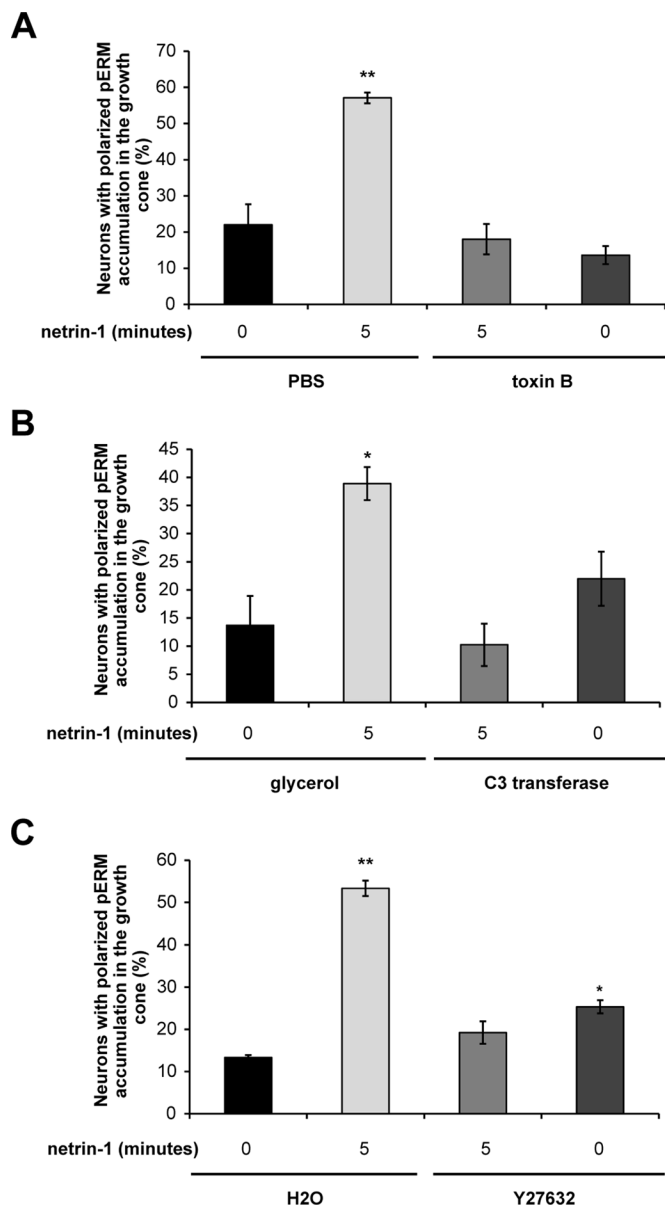 A
Neurons with polarized pERM
accumulation in the growth
cone (%)
70
60
50
40
30
20
10
0
**
netrin-1 (minutes)
0 5 5 0
PBS toxin B
B
Neurons with polarized pERM
accumulation in the growth
cone (%)
45
40
35
30
25
20
15
10
5
0
*
netrin-1 (minutes)
0 5 5 0
glycerol C3 transferase
C
Neurons with polarized pERM
accumulation in the growth
cone (%)
60
50
40
30
20
10
0
**
*
netrin-1 (minutes)
0 5 5 0
H2O Y27632